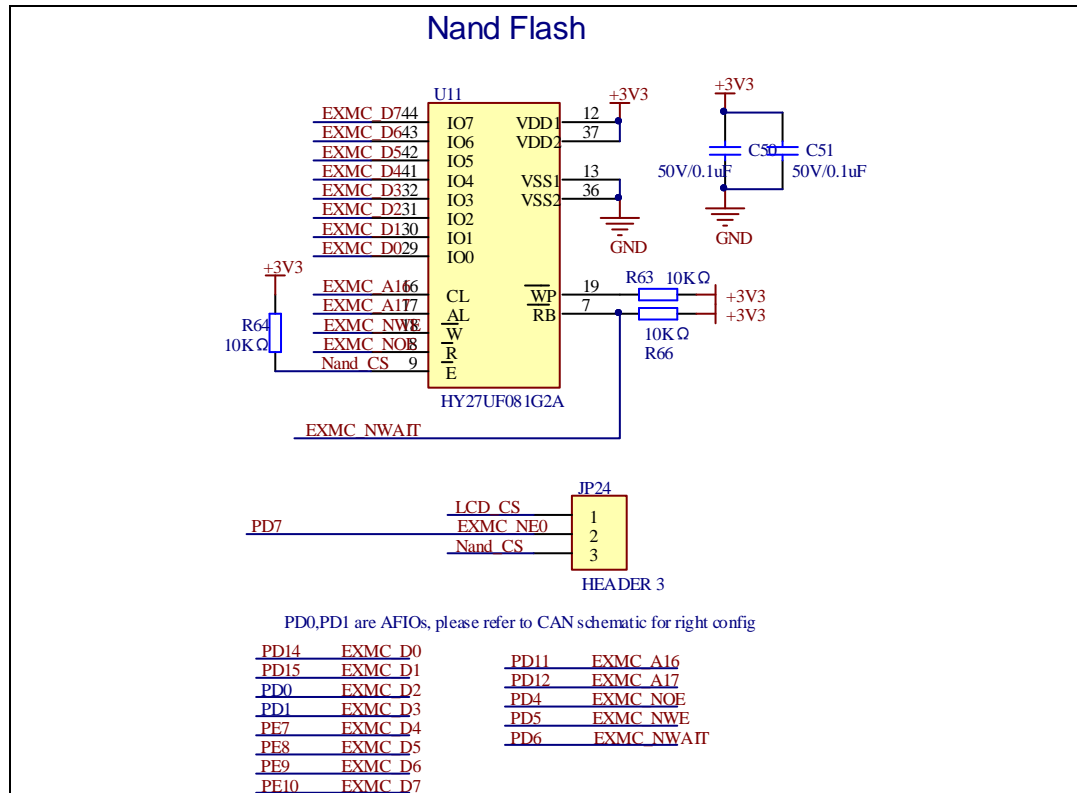 Nand Flash
U11
+3V3
+3V3
EXMC_D7 44 IO7 VDD1 12
EXMC_D6 43 IO6 VDD2 37
EXMC_D5 42 IO5
EXMC_D4 41 IO4 VSS1 13
EXMC_D3 32 IO3 VSS2 36
EXMC_D2 31 IO2
EXMC_D1 30 IO1
EXMC_D0 29 IO0
GND
C50 C51
50V/0.1uF 50V/0.1uF
GND
+3V3
R64
10KΩ
EXMC_A16 16 CL WP 19 R63 10KΩ +3V3
EXMC_A17 17 AL RB 7 +3V3
EXMC_NWE 18 W 10KΩ
EXMC_NOE 8 R R66
Nand_CS 9 E
HY27UF081G2A
EXMC_NWAIT
JP24
LCD_CS 1
PD7 EXMC_NE0 2
Nand_CS 3
HEADER 3
PD0,PD1 are AFIOs, please refer to CAN schematic for right config
PD14 EXMC_D0
PD15 EXMC_D1
PD0 EXMC_D2
PD1 EXMC_D3
PE7 EXMC_D4
PE8 EXMC_D5
PE9 EXMC_D6
PE10 EXMC_D7
PD11 EXMC_A16
PD12 EXMC_A17
PD4 EXMC_NOE
PD5 EXMC_NWE
PD6 EXMC_NWAIT